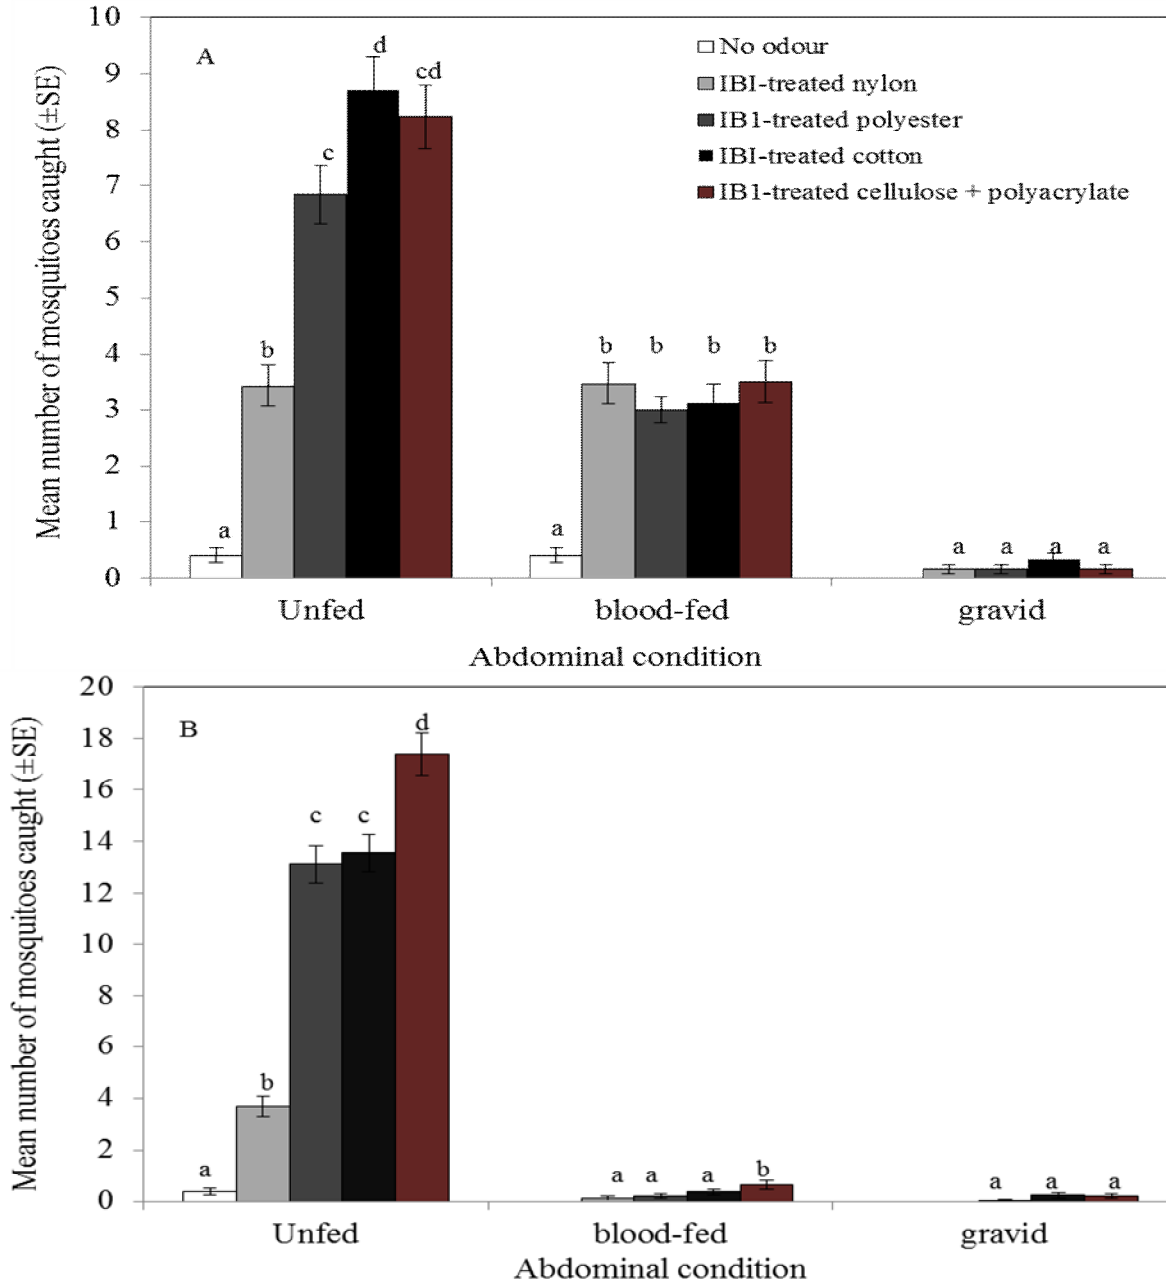 10
A
9
8
7
6
5
4
3
2
1
0
Mean number of mosquitoes caught (±SE)
No odour
IBI-treated nylon
IB1-treated polyester
IBI-treated cotton
IB1-treated cellulose + polyacrylate
a b c d cd
a b b b b
a a a a
Unfed blood-fed gravid
Abdominal condition
20
B
18
16
14
12
10
8
6
4
2
0
Mean number of mosquitoes caught (±SE)
a b c c d
a a a b
a a a
Unfed blood-fed gravid
Abdominal condition